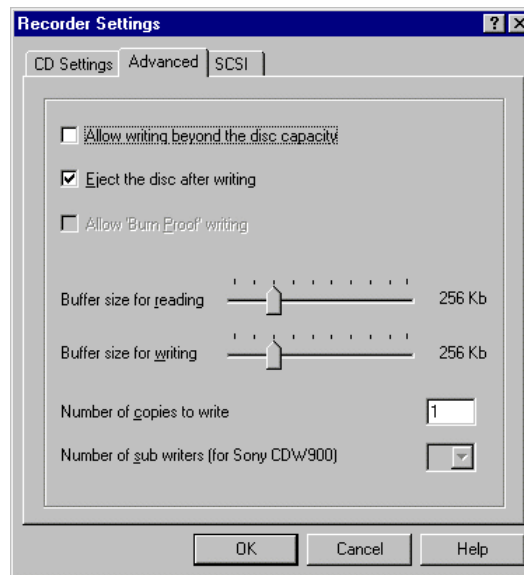 Recorder Settings
CD Settings Advanced SCSI
Allow writing beyond the disc capacity
Eject the disc after writing
Allow 'Burn Proof' writing
Buffer size for reading 256 Kb
Buffer size for writing 256 Kb
Number of copies to write 1
Number of sub writers (for Sony CDW900)
OK Cancel Help